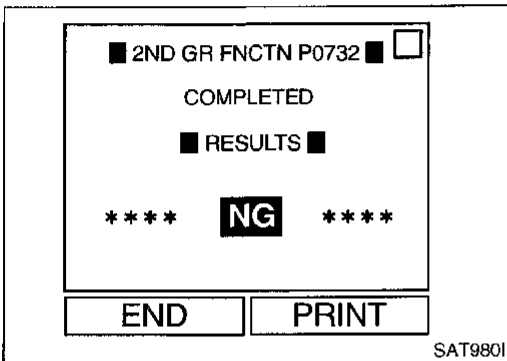 2ND GR FNCTN P0732
COMPLETED
RESULTS
**** NG ****
END PRINT
SAT980I